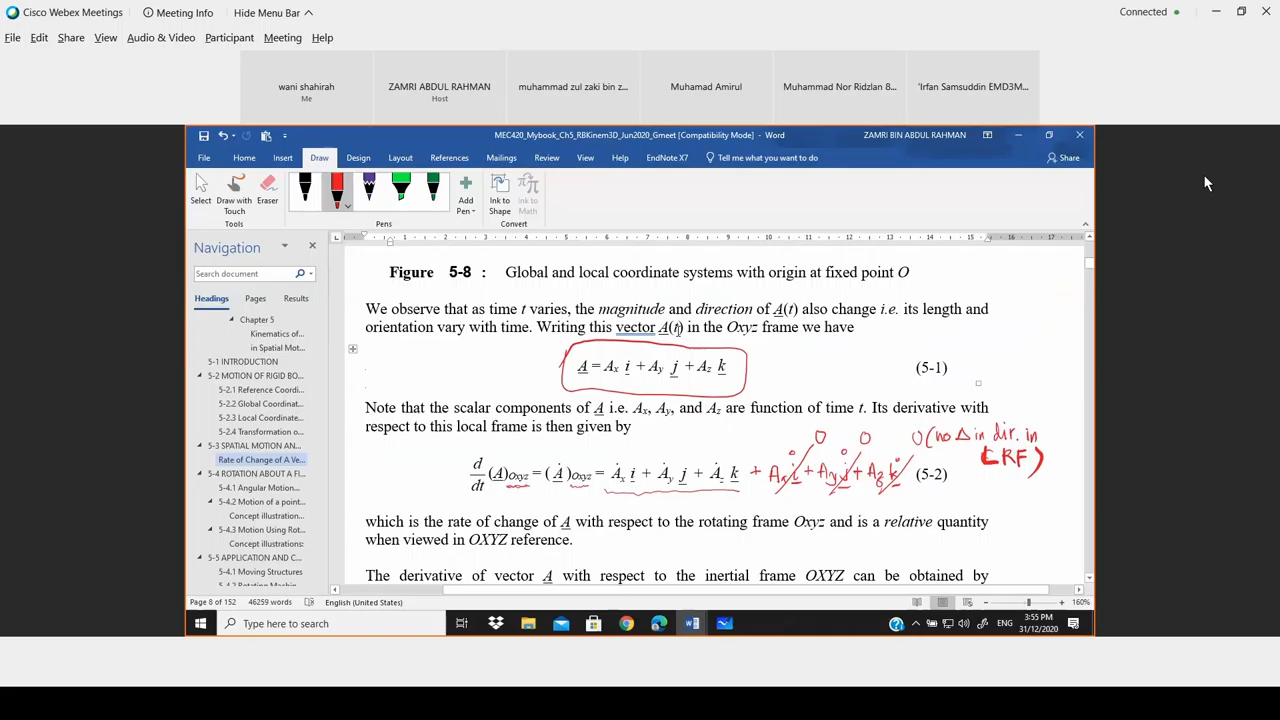 Cisco Webex Meetings Meeting Info Hide Menu Bar Connected
File Edit Share View Audio & Video Participant Meeting Help
wani shahirah
Me
ZAMRI ABDUL RAHMAN
Host
muhammad zul zaki bin z...
Muhamad Amirul
Muhammad Nor Ridzlan 8...
'Irfan Samsuddin EMD3M...
MEC420_Mybook_Ch5_RBKinem3D_Jun2020_Gmeet [Compatibility Mode] - Word ZAMRI BIN ABDUL RAHMAN
File Home Insert Draw Design Layout References Mailings Review View Help EndNote X7 Tell me what you want to do Share
Select
Draw with Touch
Eraser
Add Pen
Ink to Shape
Ink to Math
Tools Pens Convert
Navigation
Search document
Headings Pages Results
Chapter 5
Kinematics of
in Spatial Mot...
5-1 INTRODUCTION
5-2 MOTION OF RIGID BO...
5-2.1 Reference Coordi...
5-2.2 Global Coordinat...
5-2.3 Local Coordinate...
5-2.4 Transformation o...
5-3 SPATIAL MOTION AN...
Rate of Change of A Ve...
5-4 ROTATION ABOUT A FI...
5-4.1 Angular Motion...
5-4.2 Motion of a point...
Concept illustration...
5-4.3 Motion Using Rot...
Concept illustrations:
5-5 APPLICATION AND C...
5-4.1 Moving Structures
5-4.2 Rotating Machin...
Figure 5-8 : Global and local coordinate systems with origin at fixed point O
We observe that as time t varies, the magnitude and direction of A(t) also change i.e. its length and
orientation vary with time. Writing this vector A(t) in the Oxyz frame we have
A = Ax i + Ay j + Az k (5-1)
Note that the scalar components of A i.e. Ax, Ay, and Az are function of time t. Its derivative with
respect to this local frame is then given by
0 0 0 (no Δ in dir. in
LRF)
d/dt (A)oxyz = (Ȧ)oxyz = Ȧx i + Ȧy j + Ȧz k + Ax i̇ + Ay j̇ + Az k̇ (5-2)
which is the rate of change of A with respect to the rotating frame Oxyz and is a relative quantity
when viewed in OXYZ reference.
The derivative of vector A with respect to the inertial frame OXYZ can be obtained by
Page 8 of 152 46259 words English (United States) 160%
Type here to search
ENG
3:55 PM
31/12/2020